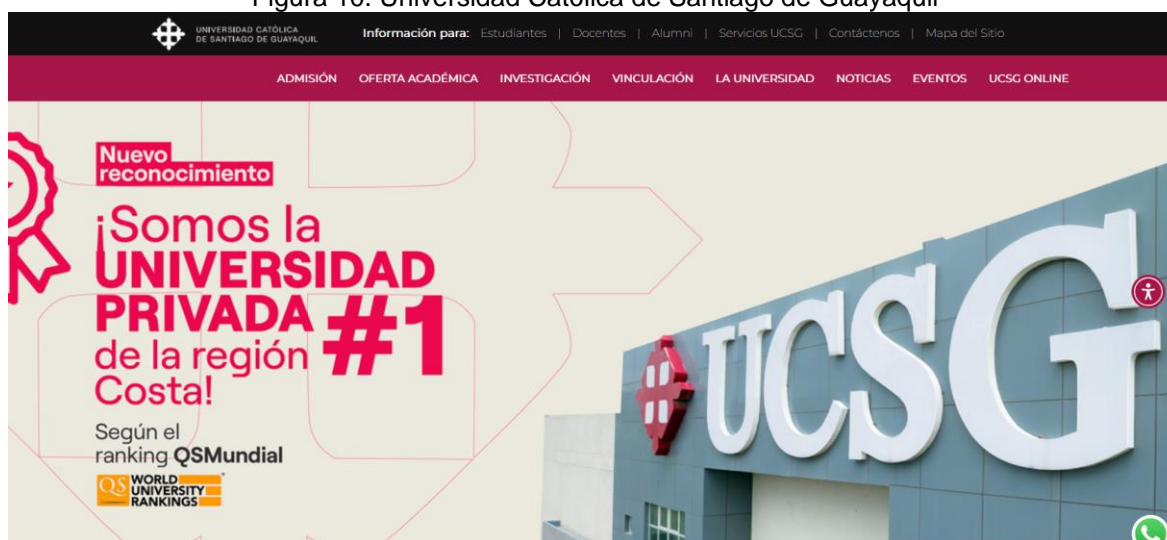 Figura 10. Universidad Católica de Santiago de Guayaquil
UNIVERSIDAD CATÓLICA
DE SANTIAGO DE GUAYAQUIL
Información para: Estudiantes | Docentes | Alumni | Servicios UCSG | Contáctenos | Mapa del Sitio
ADMISIÓN OFERTA ACADÉMICA INVESTIGACIÓN VINCULACIÓN LA UNIVERSIDAD NOTICIAS EVENTOS UCSG ONLINE
Nuevo
reconocimiento
¡Somos la
UNIVERSIDAD
PRIVADA #1
de la región
Costa!
Según el
ranking QSMundial
QS WORLD
UNIVERSITY
RANKINGS
UCSG